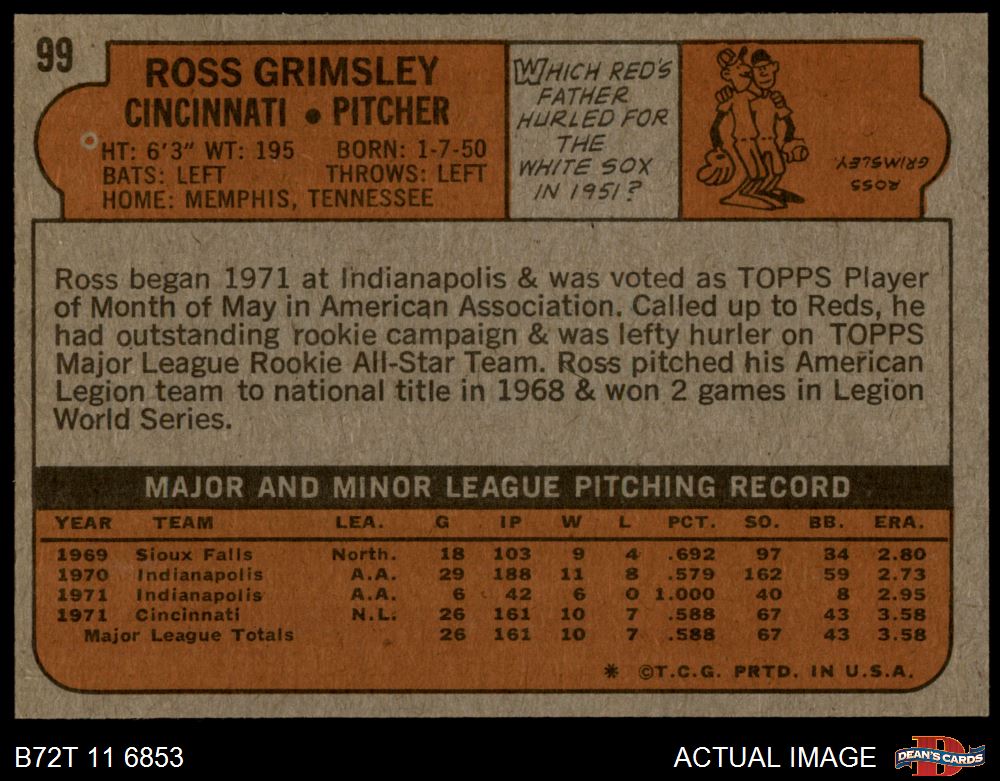 99
ROSS GRIMSLEY
CINCINNATI • PITCHER
HT: 6'3" WT: 195 BORN: 1-7-50
BATS: LEFT THROWS: LEFT
HOME: MEMPHIS, TENNESSEE
WHICH RED'S
FATHER
HURLED FOR
THE
WHITE SOX
IN 1951?
ROSS
GRIMSLEY
Ross began 1971 at Indianapolis & was voted as TOPPS Player
of Month of May in American Association. Called up to Reds, he
had outstanding rookie campaign & was lefty hurler on TOPPS
Major League Rookie All-Star Team. Ross pitched his American
Legion team to national title in 1968 & won 2 games in Legion
World Series.
MAJOR AND MINOR LEAGUE PITCHING RECORD
YEAR TEAM LEA. G IP W L PCT. SO. BB. ERA.
1969 Sioux Falls North. 18 103 9 4 .692 97 34 2.80
1970 Indianapolis A.A. 29 188 11 8 .579 162 59 2.73
1971 Indianapolis A.A. 6 42 6 0 1.000 40 8 2.95
1971 Cincinnati N.L. 26 161 10 7 .588 67 43 3.58
Major League Totals 26 161 10 7 .588 67 43 3.58
* ©T.C.G. PRTD. IN U.S.A.
B72T 11 6853
ACTUAL IMAGE
D
DEAN'S CARDS